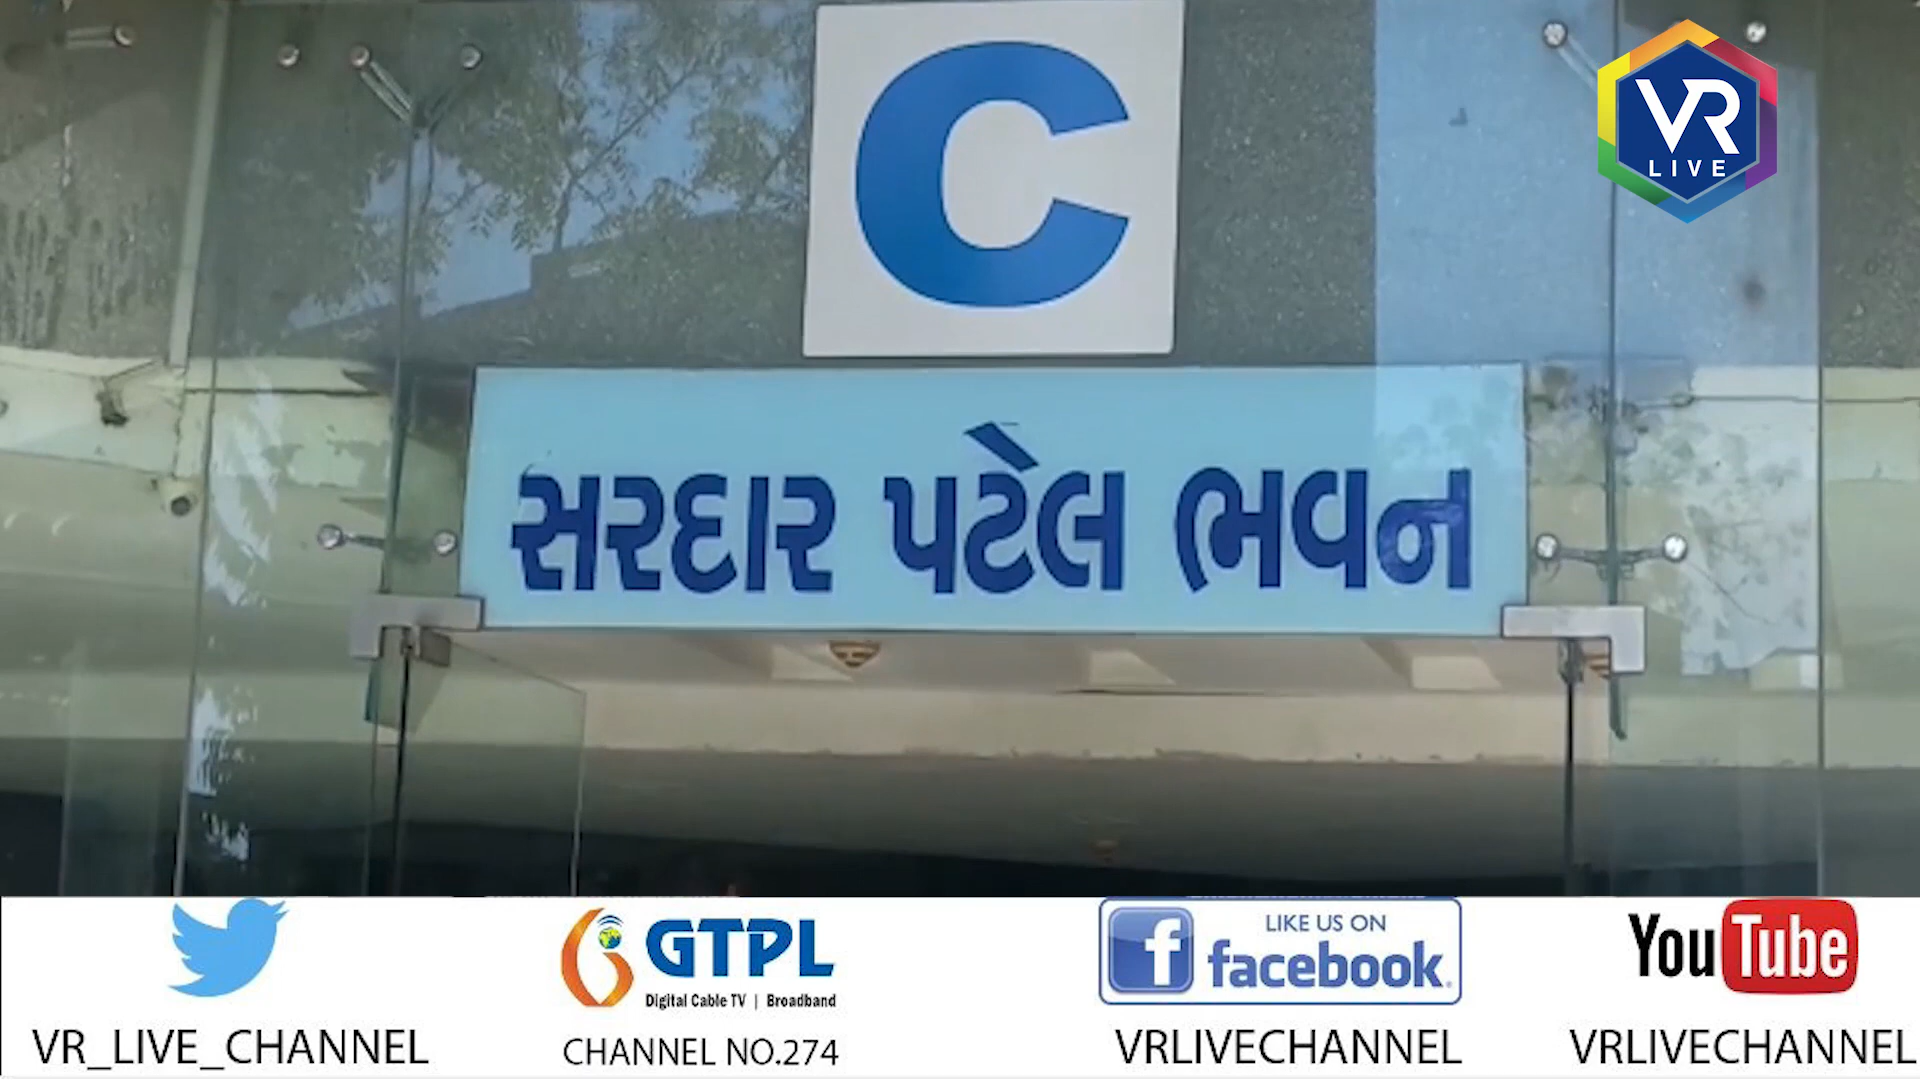 C
VR
LIVE
સરદાર પટેલ ભવન
GTPL
Digital Cable TV | Broadband
LIKE US ON
facebook
YouTube
VR_LIVE_CHANNEL
CHANNEL NO.274
VRLIVECHANNEL
VRLIVECHANNEL